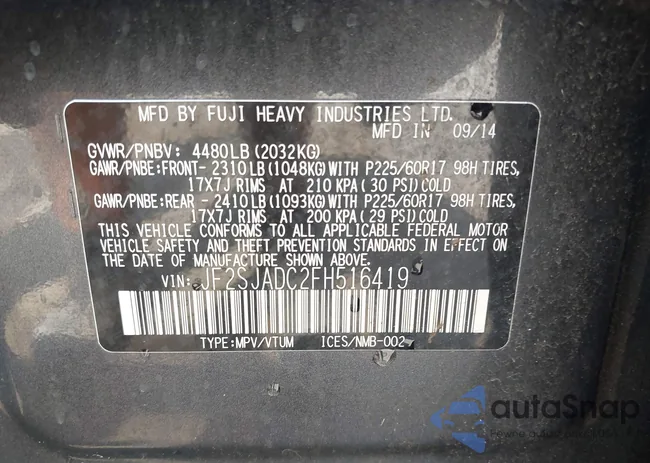 MFD BY FUJI HEAVY INDUSTRIES LTD.
MFD IN 09/14
GVWR/PNBV: 4480LB (2032KG)
GAWR/PNBE:FRONT- 2310LB (1048KG)WITH P225/60R17 98H TIRES,
17X7J RIMS AT 210 KPA ( 30 PSI)COLD
GAWR/PNBE:REAR - 2410LB (1093KG)WITH P225/60R17 98H TIRES,
17X7J RIMS AT 200 KPA ( 29 PSI)COLD
THIS VEHICLE CONFORMS TO ALL APPLICABLE FEDERAL MOTOR
VEHICLE SAFETY AND THEFT PREVENTION STANDARDS IN EFFECT ON
THE DATE OF MANUFACTURE SHOWN ABOVE.
VIN: JF2SJADC2FH516419
TYPE:MPV/VTUM ICES/NMB-002
autoSnap
Pewne auto z USA